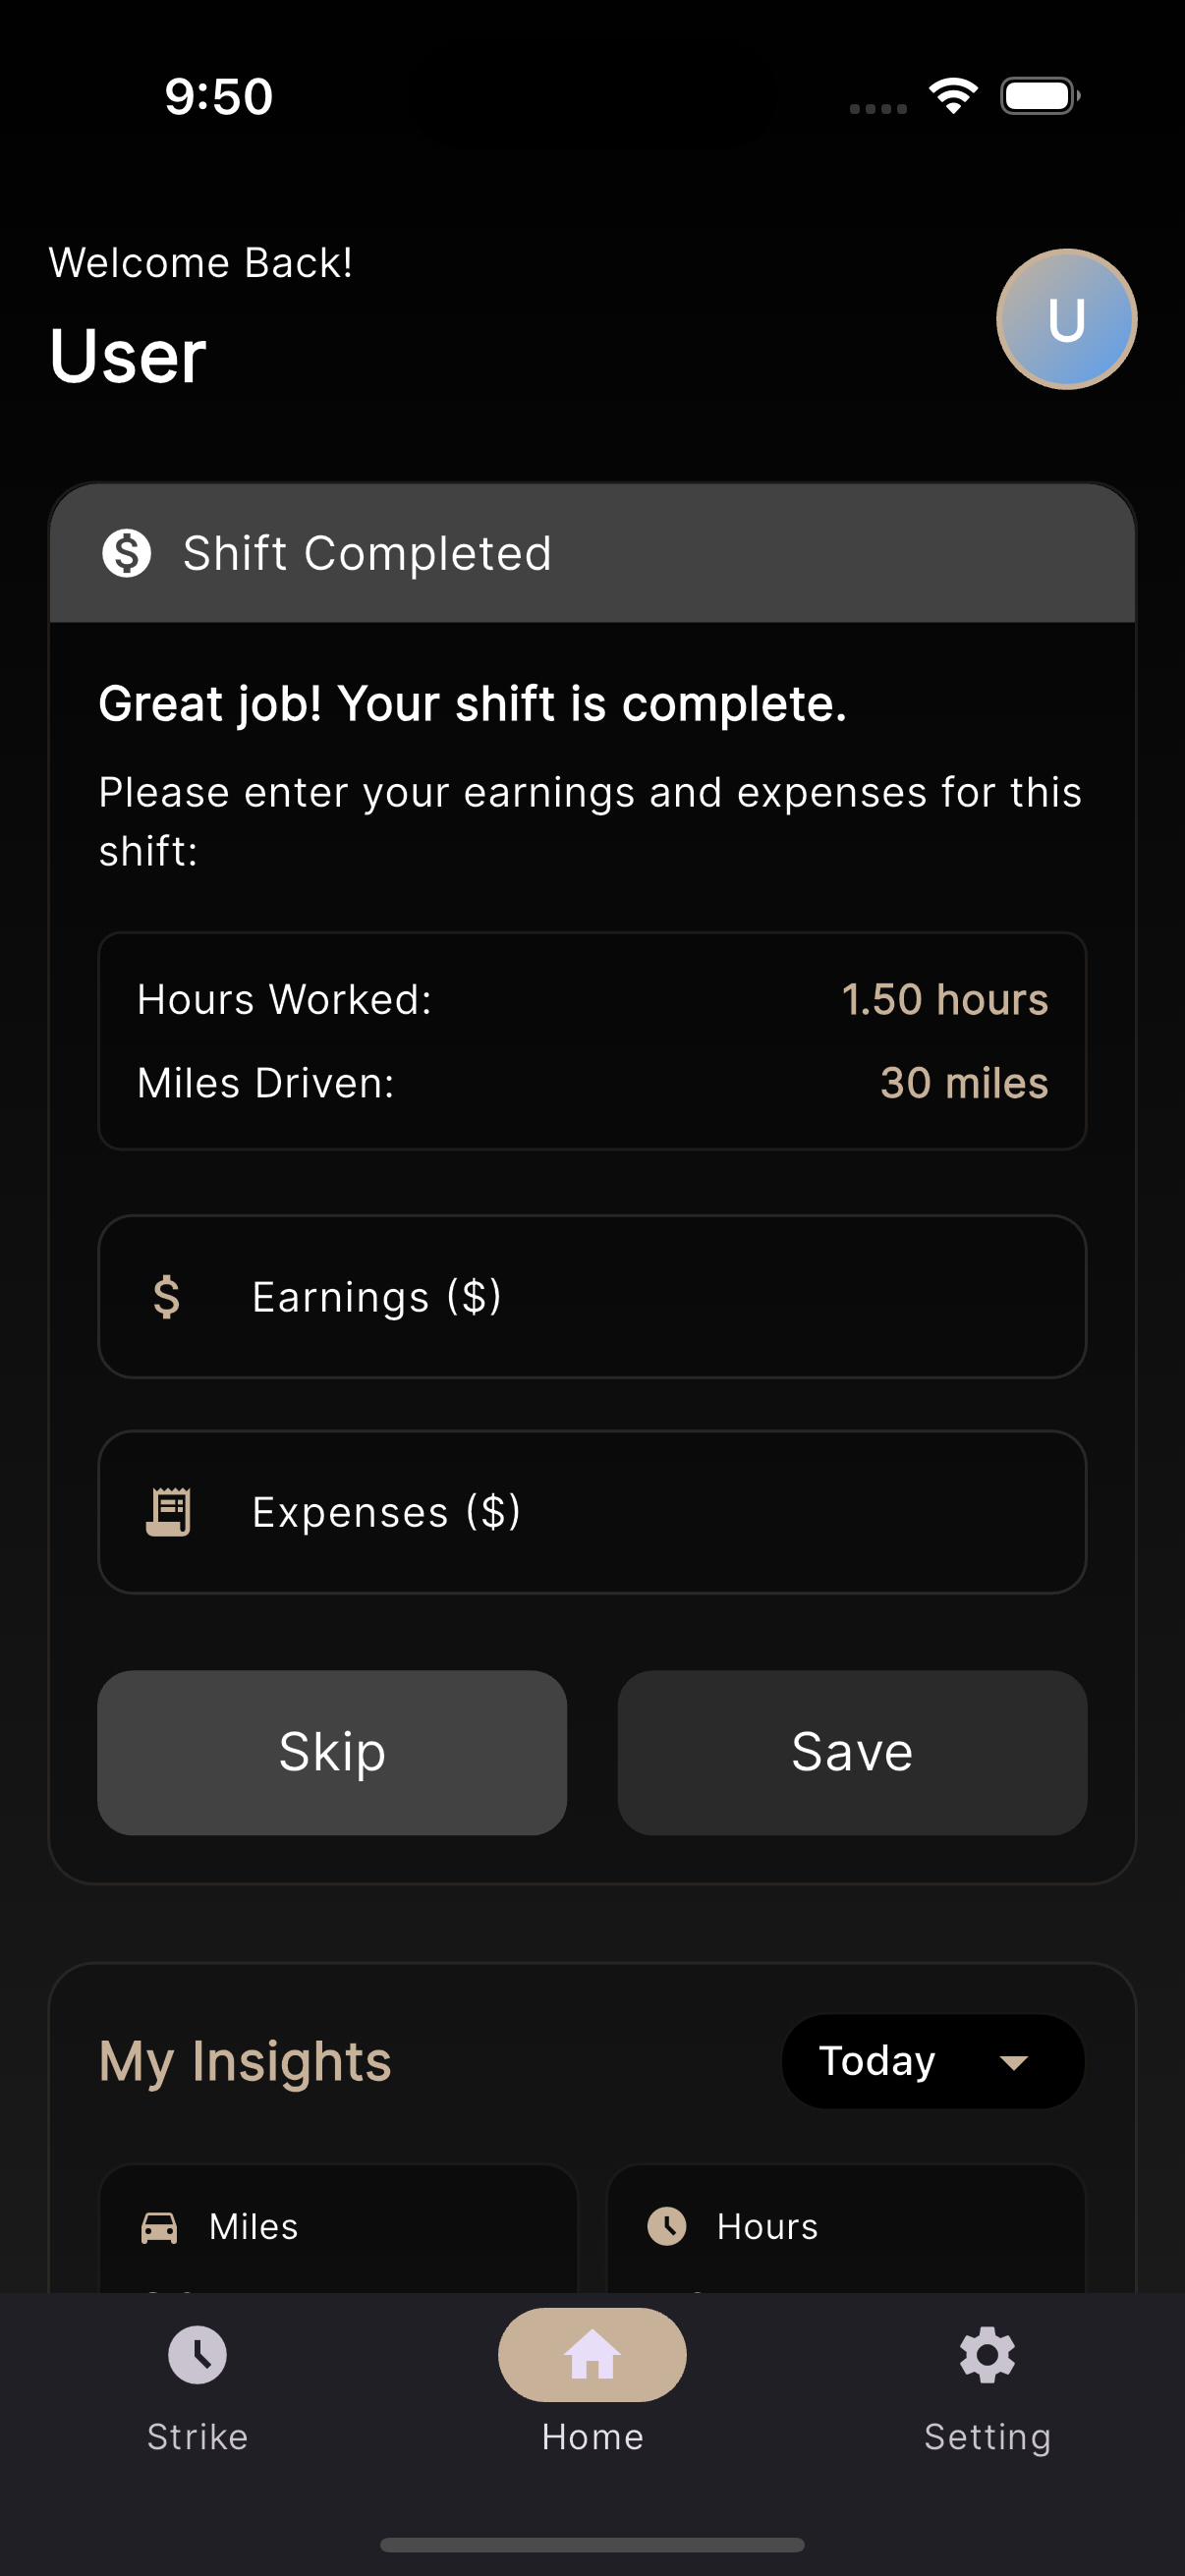 9:50
Welcome Back!
User
U
Shift Completed
Great job! Your shift is complete.
Please enter your earnings and expenses for this
shift:
Hours Worked: 1.50 hours
Miles Driven: 30 miles
$ Earnings ($)
Expenses ($)
Skip Save
My Insights Today
Miles Hours
Strike Home Setting